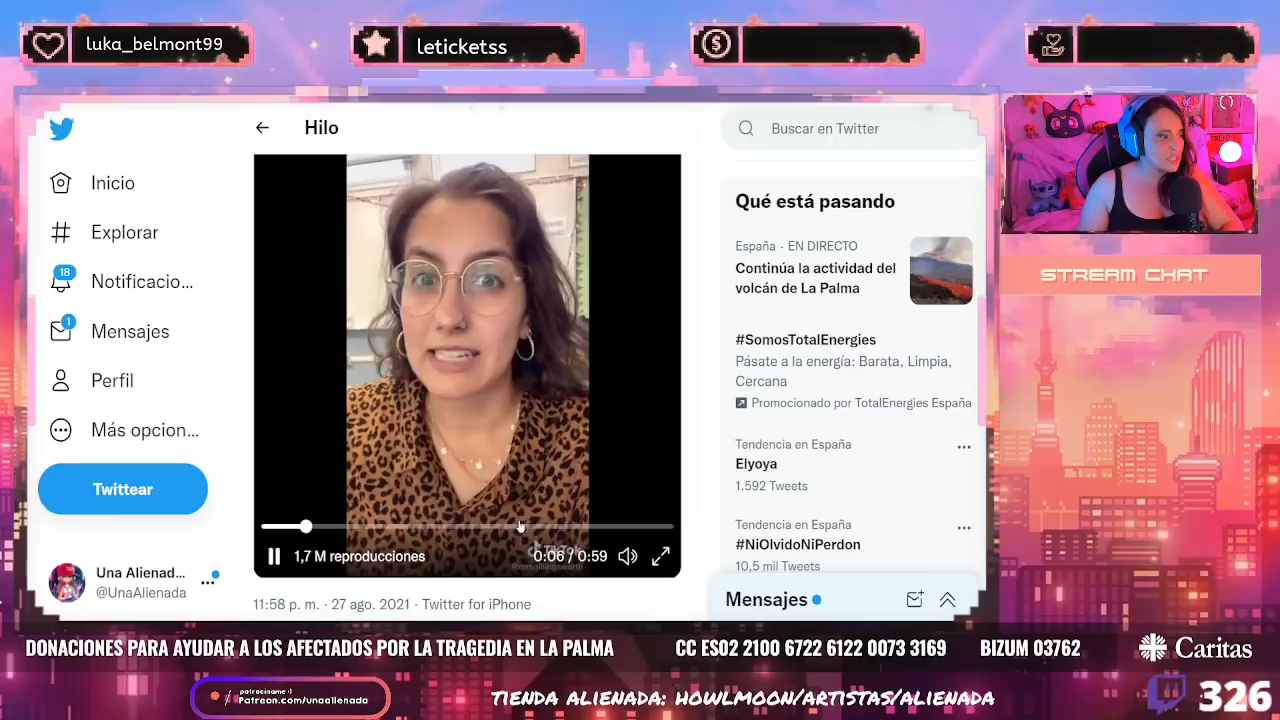 luka_belmont99
leticketss
Hilo
Buscar en Twitter
Inicio
Explorar
18
Notificacio...
1
Mensajes
Perfil
Más opcion...
Twittear
Una Alienad...
@UnaAlienada
0:06 / 0:59
1,7 M reproducciones
11:58 p. m. · 27 ago. 2021 · Twitter for iPhone
Qué está pasando
España · EN DIRECTO
Continúa la actividad del
volcán de La Palma
#SomosTotalEnergies
Pásate a la energía: Barata, Limpia,
Cercana
Promocionado por TotalEnergies España
Tendencia en España
Elyoya
1.592 Tweets
Tendencia en España
#NiOlvidoNiPerdon
10,5 mil Tweets
Mensajes
STREAM CHAT
DONACIONES PARA AYUDAR A LOS AFECTADOS POR LA TRAGEDIA EN LA PALMA
CC ES02 2100 6722 6122 0073 3169
BIZUM 03762
Caritas
patrociname :)
Patreon.com/unaalienada
TIENDA ALIENADA: HOWLMOON/ARTISTAS/ALIENADA
326